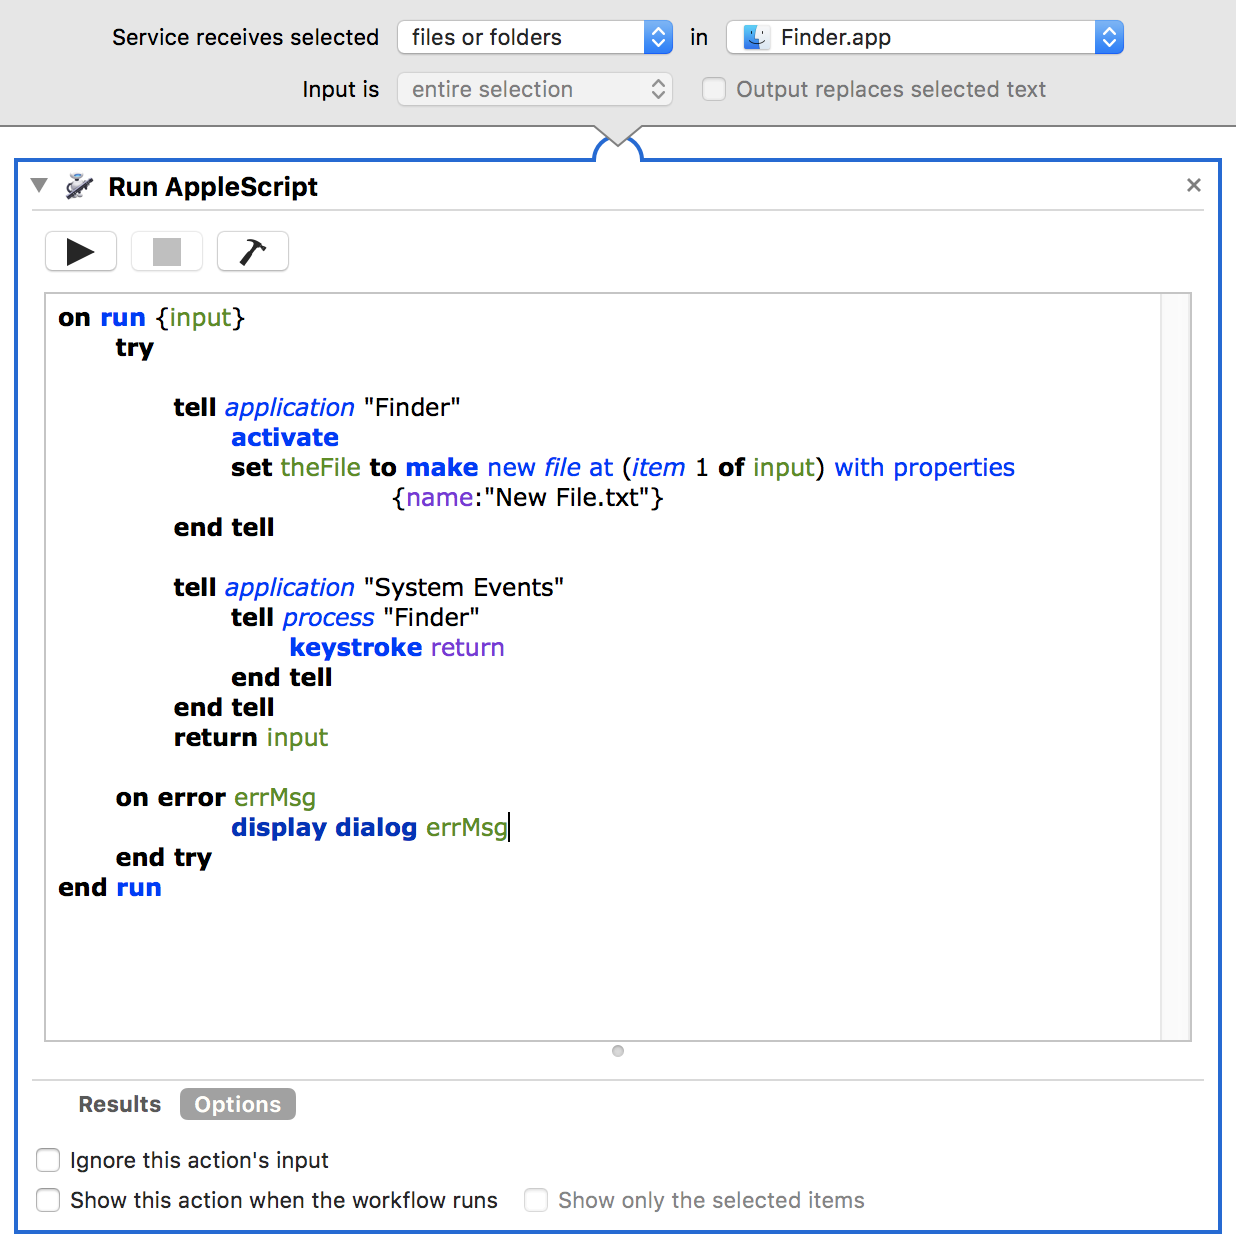 Service receives selected files or folders in Finder.app
Input is entire selection Output replaces selected text
Run AppleScript
on run {input}
try
tell application "Finder"
activate
set theFile to make new file at (item 1 of input) with properties
{name:"New File.txt"}
end tell
tell application "System Events"
tell process "Finder"
keystroke return
end tell
end tell
return input
on error errMsg
display dialog errMsg
end try
end run
Results Options
Ignore this action's input
Show this action when the workflow runs Show only the selected items